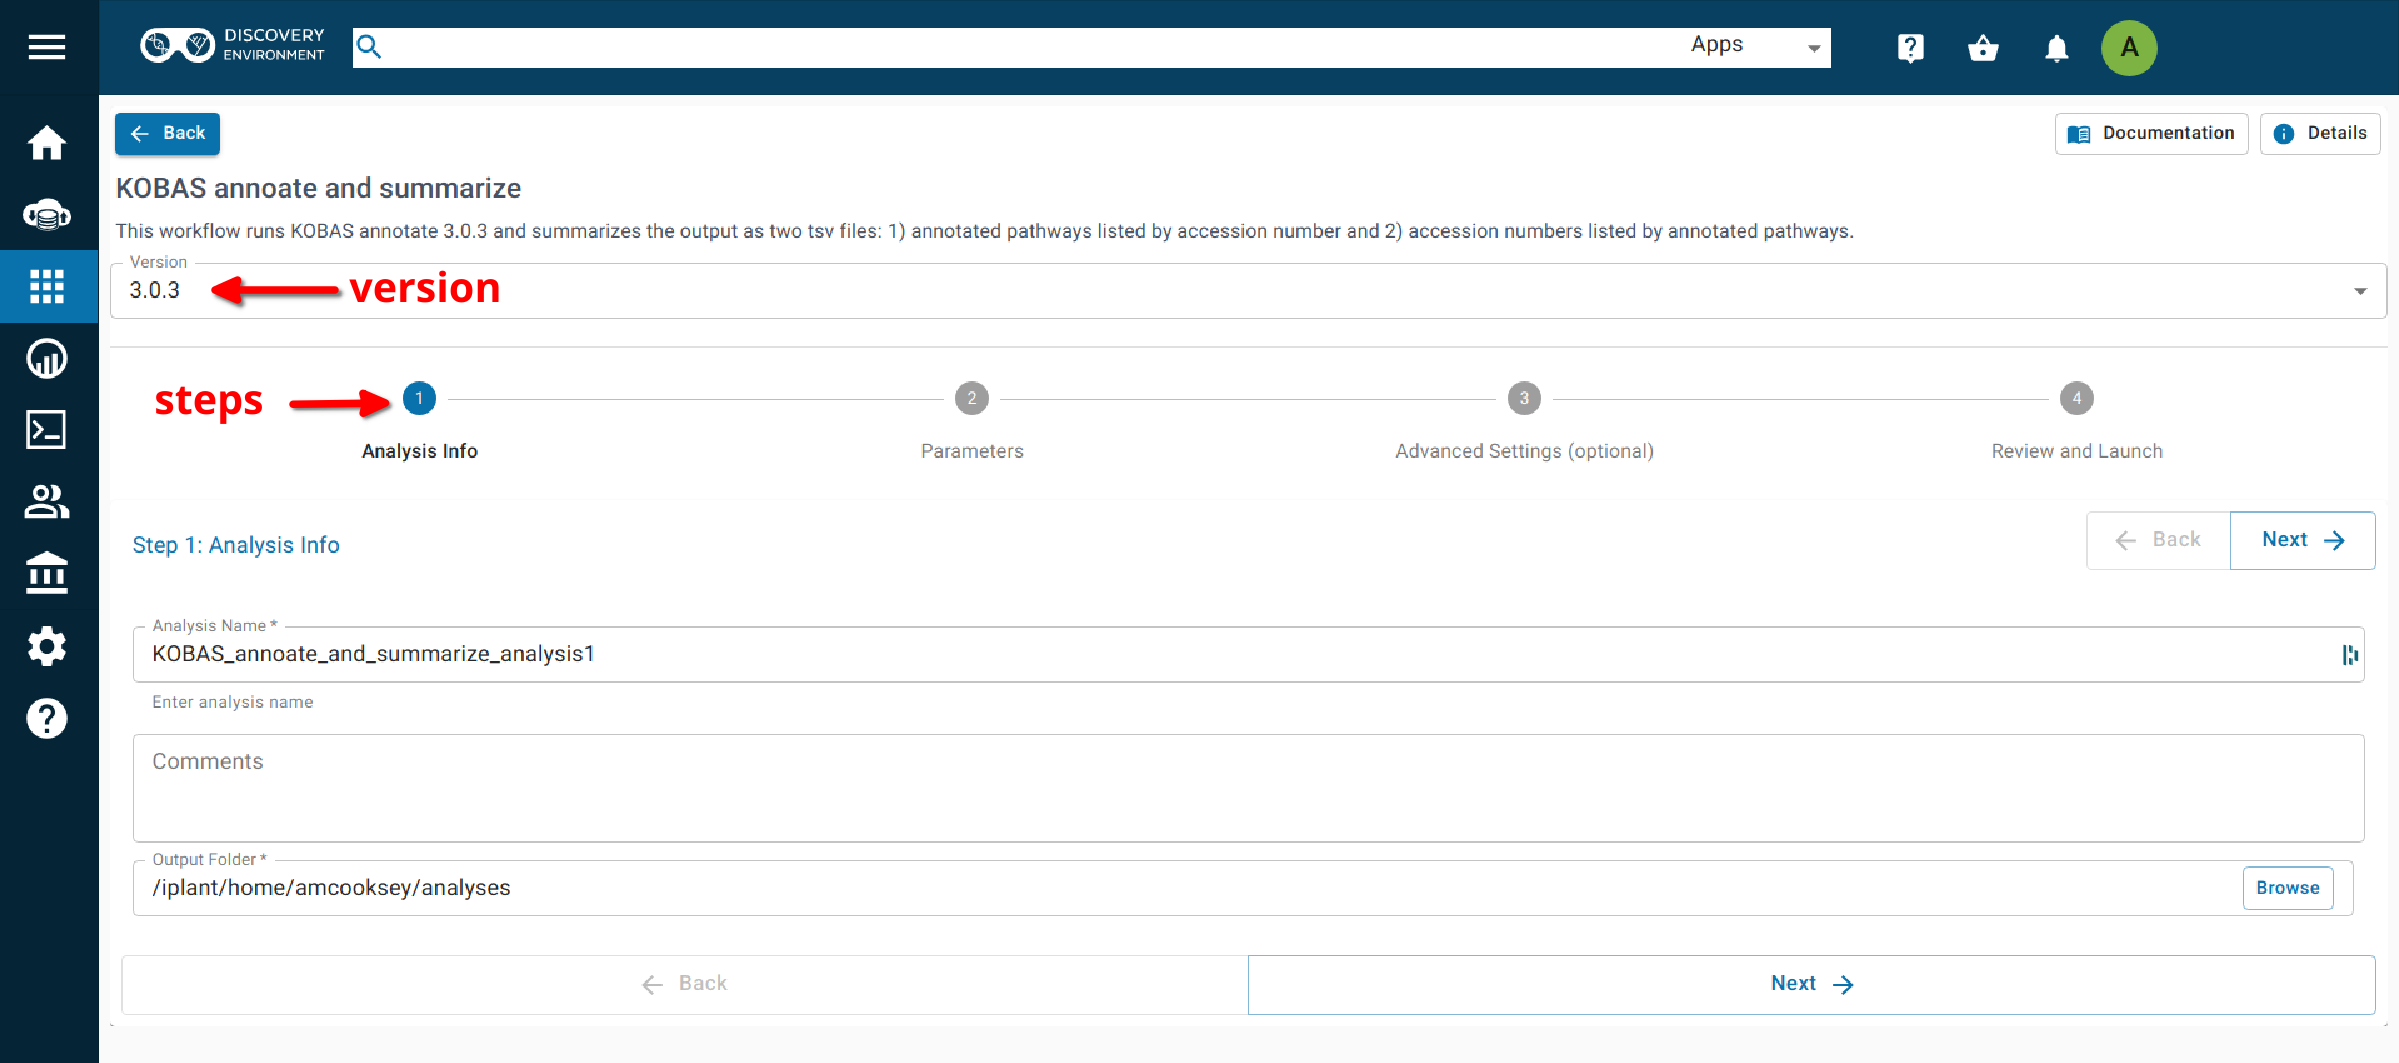 DISCOVERY
ENVIRONMENT
Apps
A
Back
Documentation
Details
KOBAS annoate and summarize
This workflow runs KOBAS annotate 3.0.3 and summarizes the output as two tsv files: 1) annotated pathways listed by accession number and 2) accession numbers listed by annotated pathways.
Version
3.0.3
version
steps
1
2
3
4
Analysis Info
Parameters
Advanced Settings (optional)
Review and Launch
Step 1: Analysis Info
Back
Next
Analysis Name *
KOBAS_annoate_and_summarize_analysis1
Enter analysis name
Comments
Output Folder *
/iplant/home/amcooksey/analyses
Browse
Back
Next